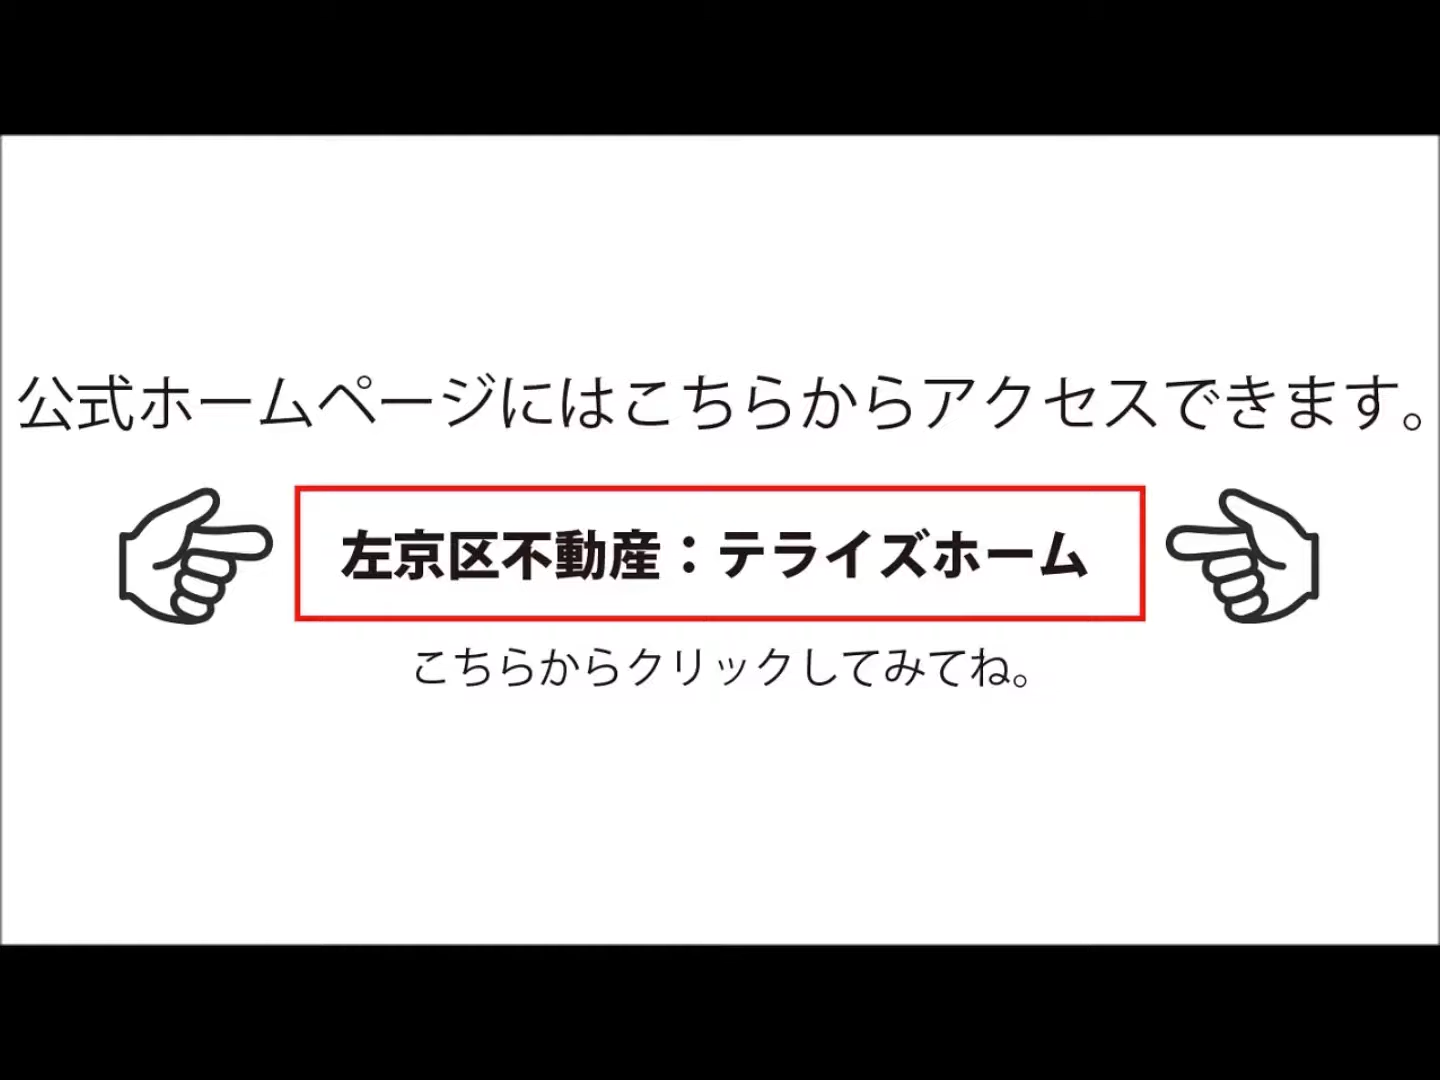 公式ホームページにはこちらからアクセスできます。
左京区不動産：テライズホーム
こちらからクリックしてみてね。